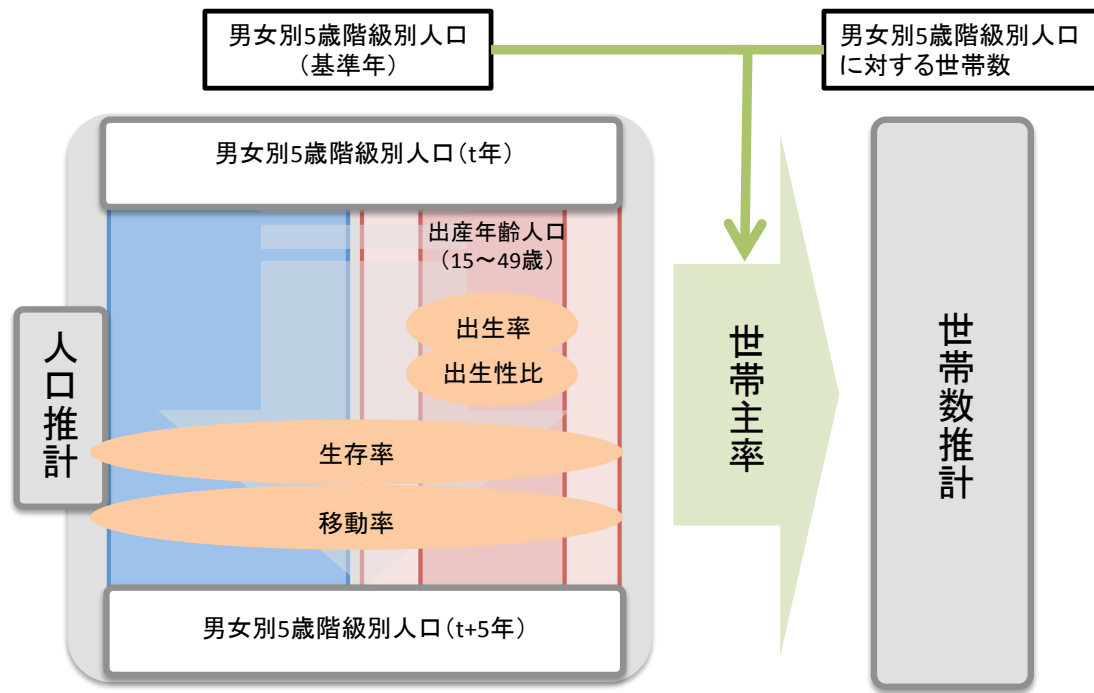 男女別5歳階級別人口
（基準年）
男女別5歳階級別人口
に対する世帯数
男女別5歳階級別人口（t年）
出産年齢人口
（15～49歳）
出生率
出生性比
生存率
移動率
人口推計
男女別5歳階級別人口（t+5年）
世帯主率
世帯数推計